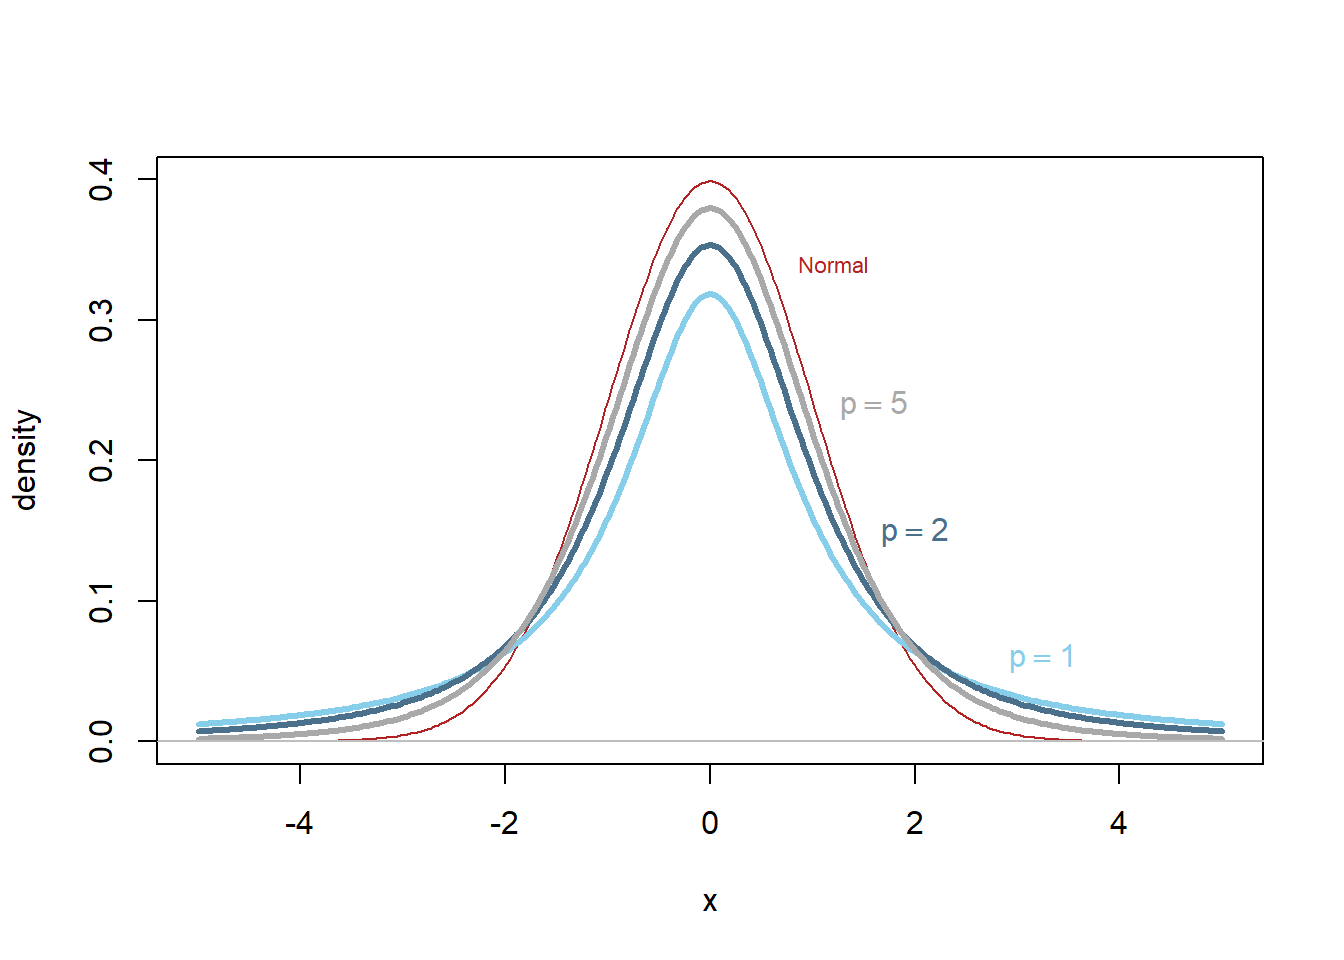 0.4
Normal
0.3
p = 5
density
0.2
p = 2
0.1
p = 1
0.0
-4 -2 0 2 4
x